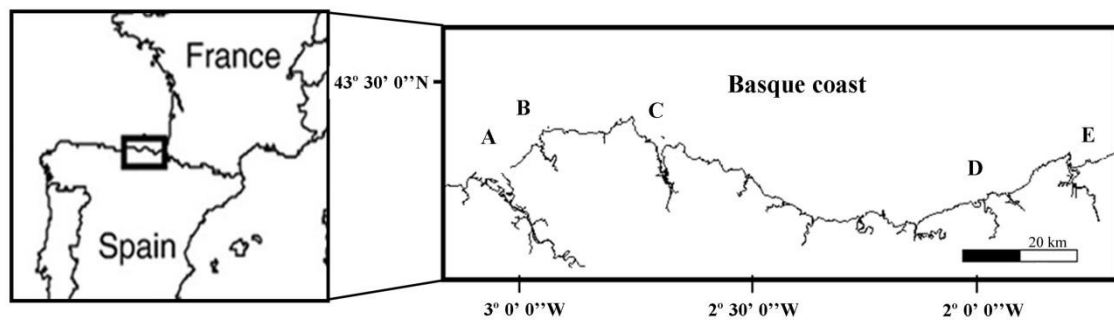 France
Spain
43º 30’ 0’’N
Basque coast
A
B
C
D
E
20 km
3º 0 0’’W
2º 30’ 0’’W
2º 0’ 0’’W